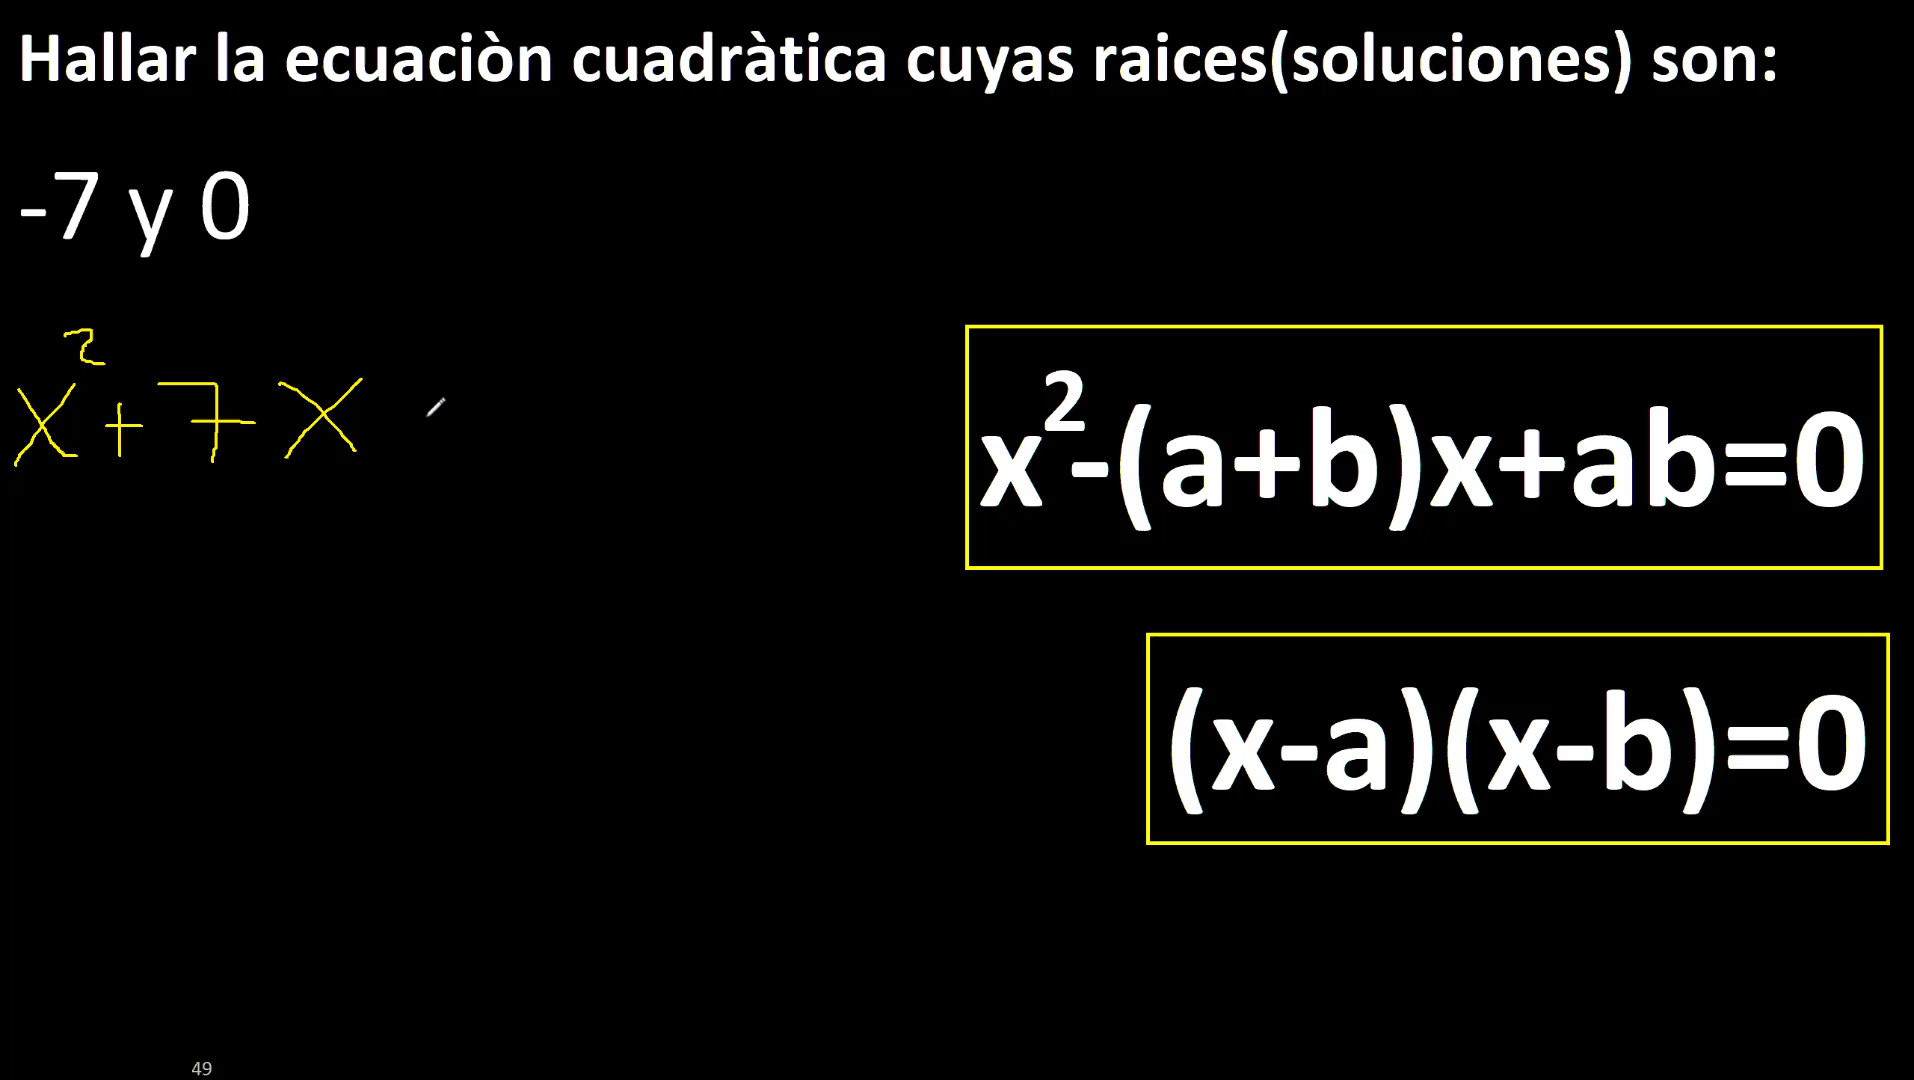 Hallar la ecuaciòn cuadràtica cuyas raices(soluciones) son:
-7 y 0
x²+7x
x²-(a+b)x+ab=0
(x-a)(x-b)=0
49